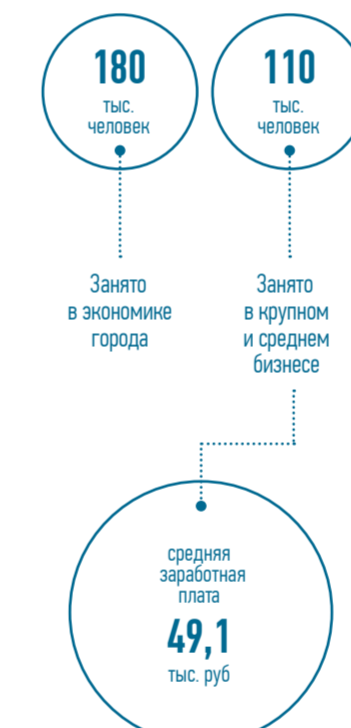 180
тыс.
человек
110
тыс.
человек
Занято
в экономике
города
Занято
в крупном
и среднем
бизнесе
средняя
заработная
плата
49,1
тыс. руб